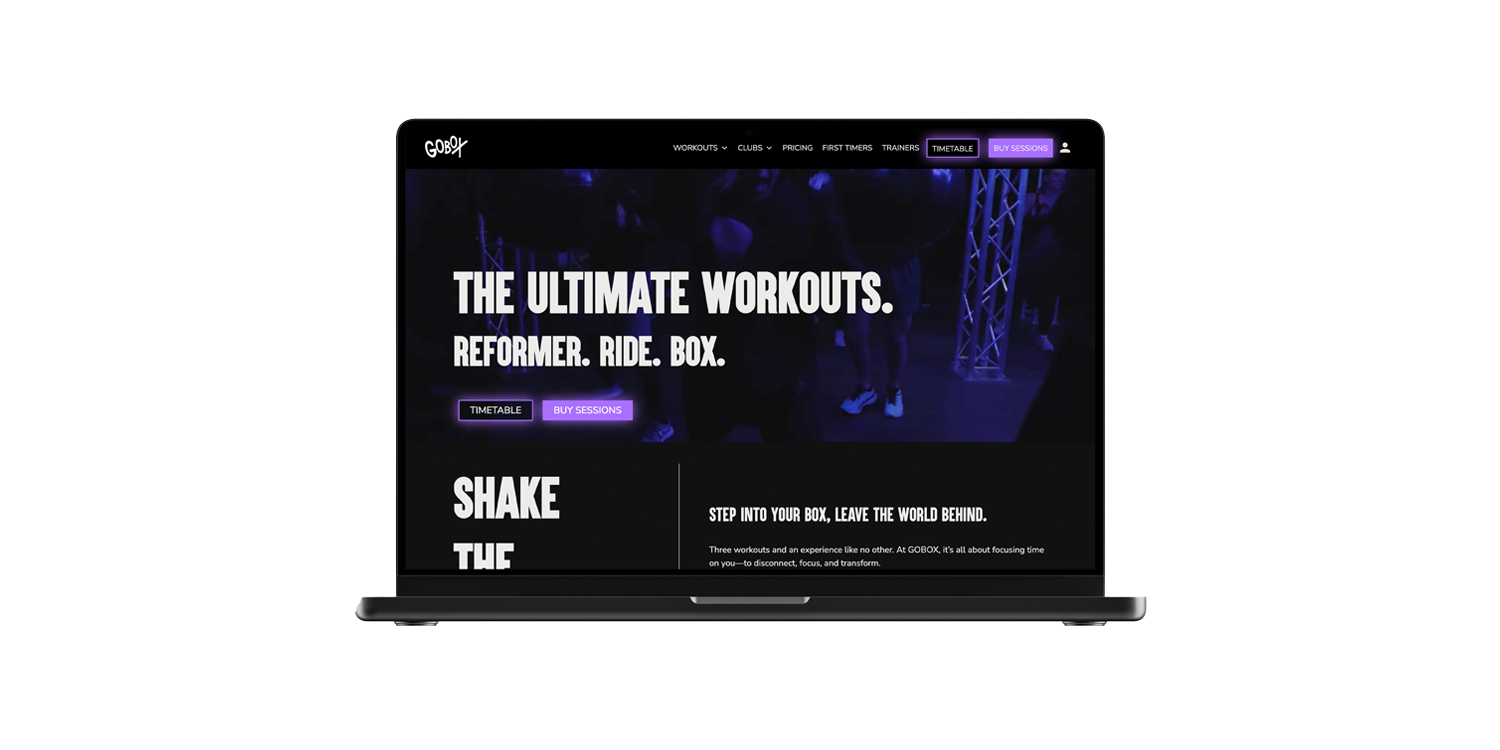 GOBOX
WORKOUTS CLUBS PRICING FIRST TIMERS TRAINERS TIMETABLE BUY SESSIONS
THE ULTIMATE WORKOUTS.
REFORMER. RIDE. BOX.
TIMETABLE BUY SESSIONS
SHAKE
THE
STEP INTO YOUR BOX, LEAVE THE WORLD BEHIND.
Three workouts and an experience like no other. At GOBOX, it's all about focusing time
on you—to disconnect, focus, and transform.